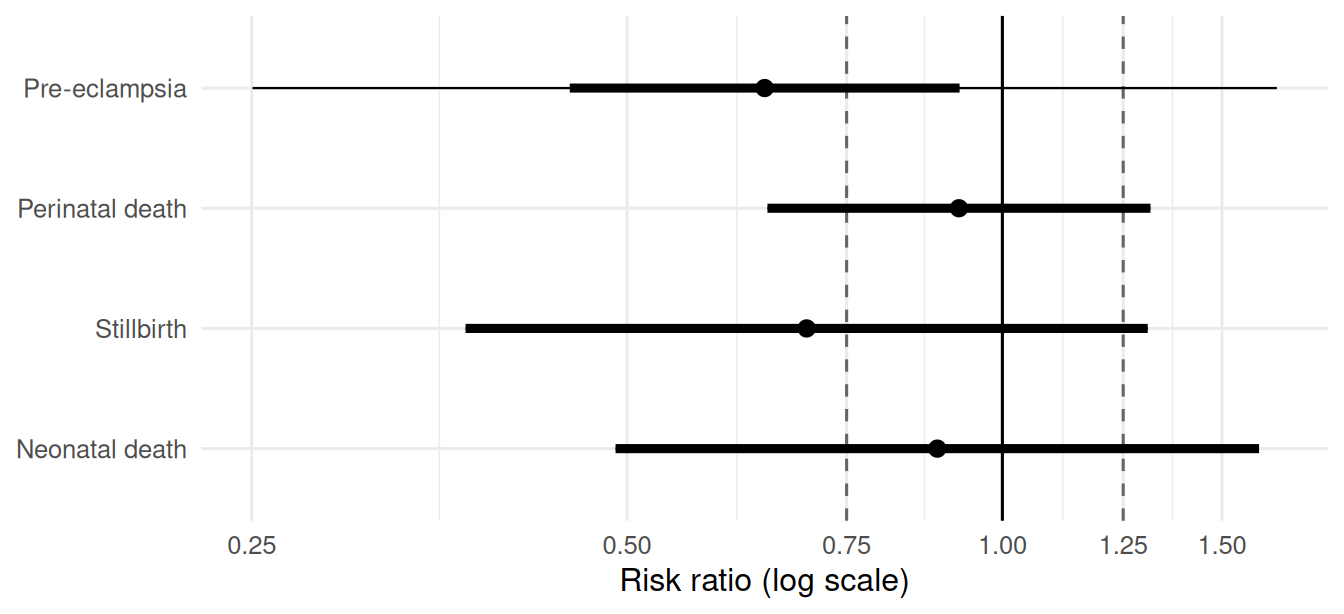 Pre-eclampsia
Perinatal death
Stillbirth
Neonatal death
0.25 0.50 0.75 1.00 1.25 1.50
Risk ratio (log scale)